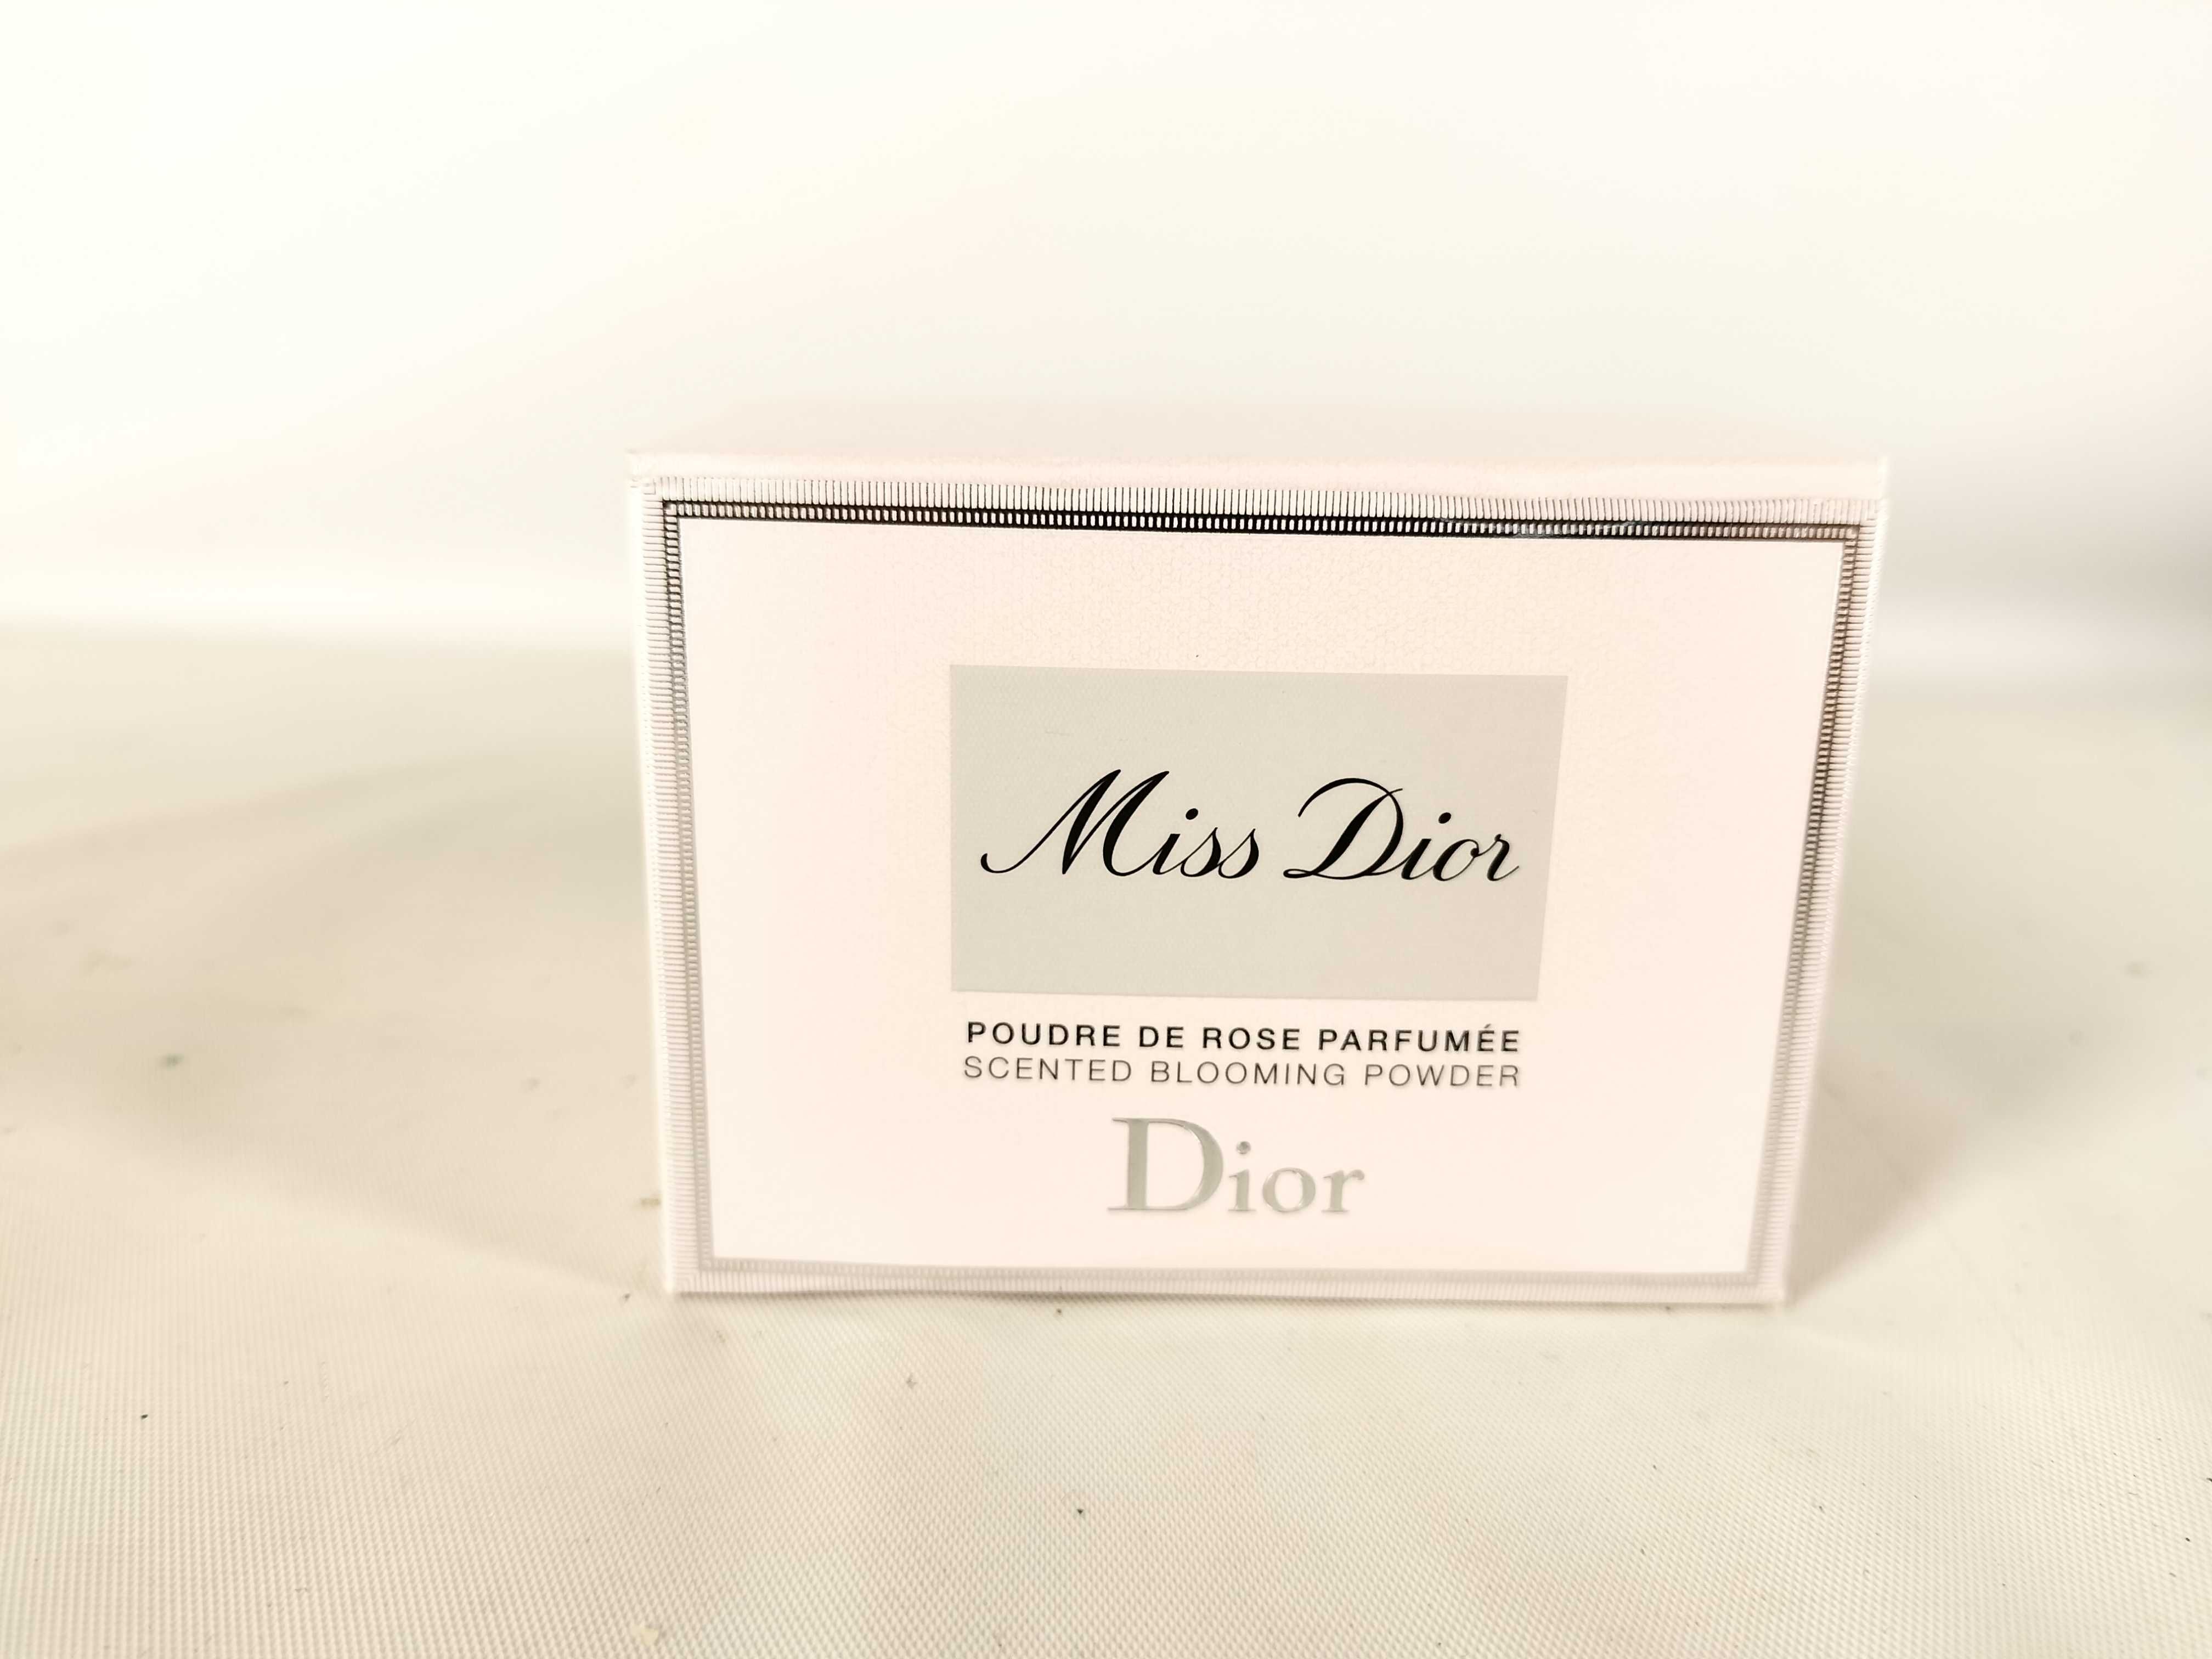 Miss Dior
POUDRE DE ROSE PARFUMÉE
SCENTED BLOOMING POWDER
Dior